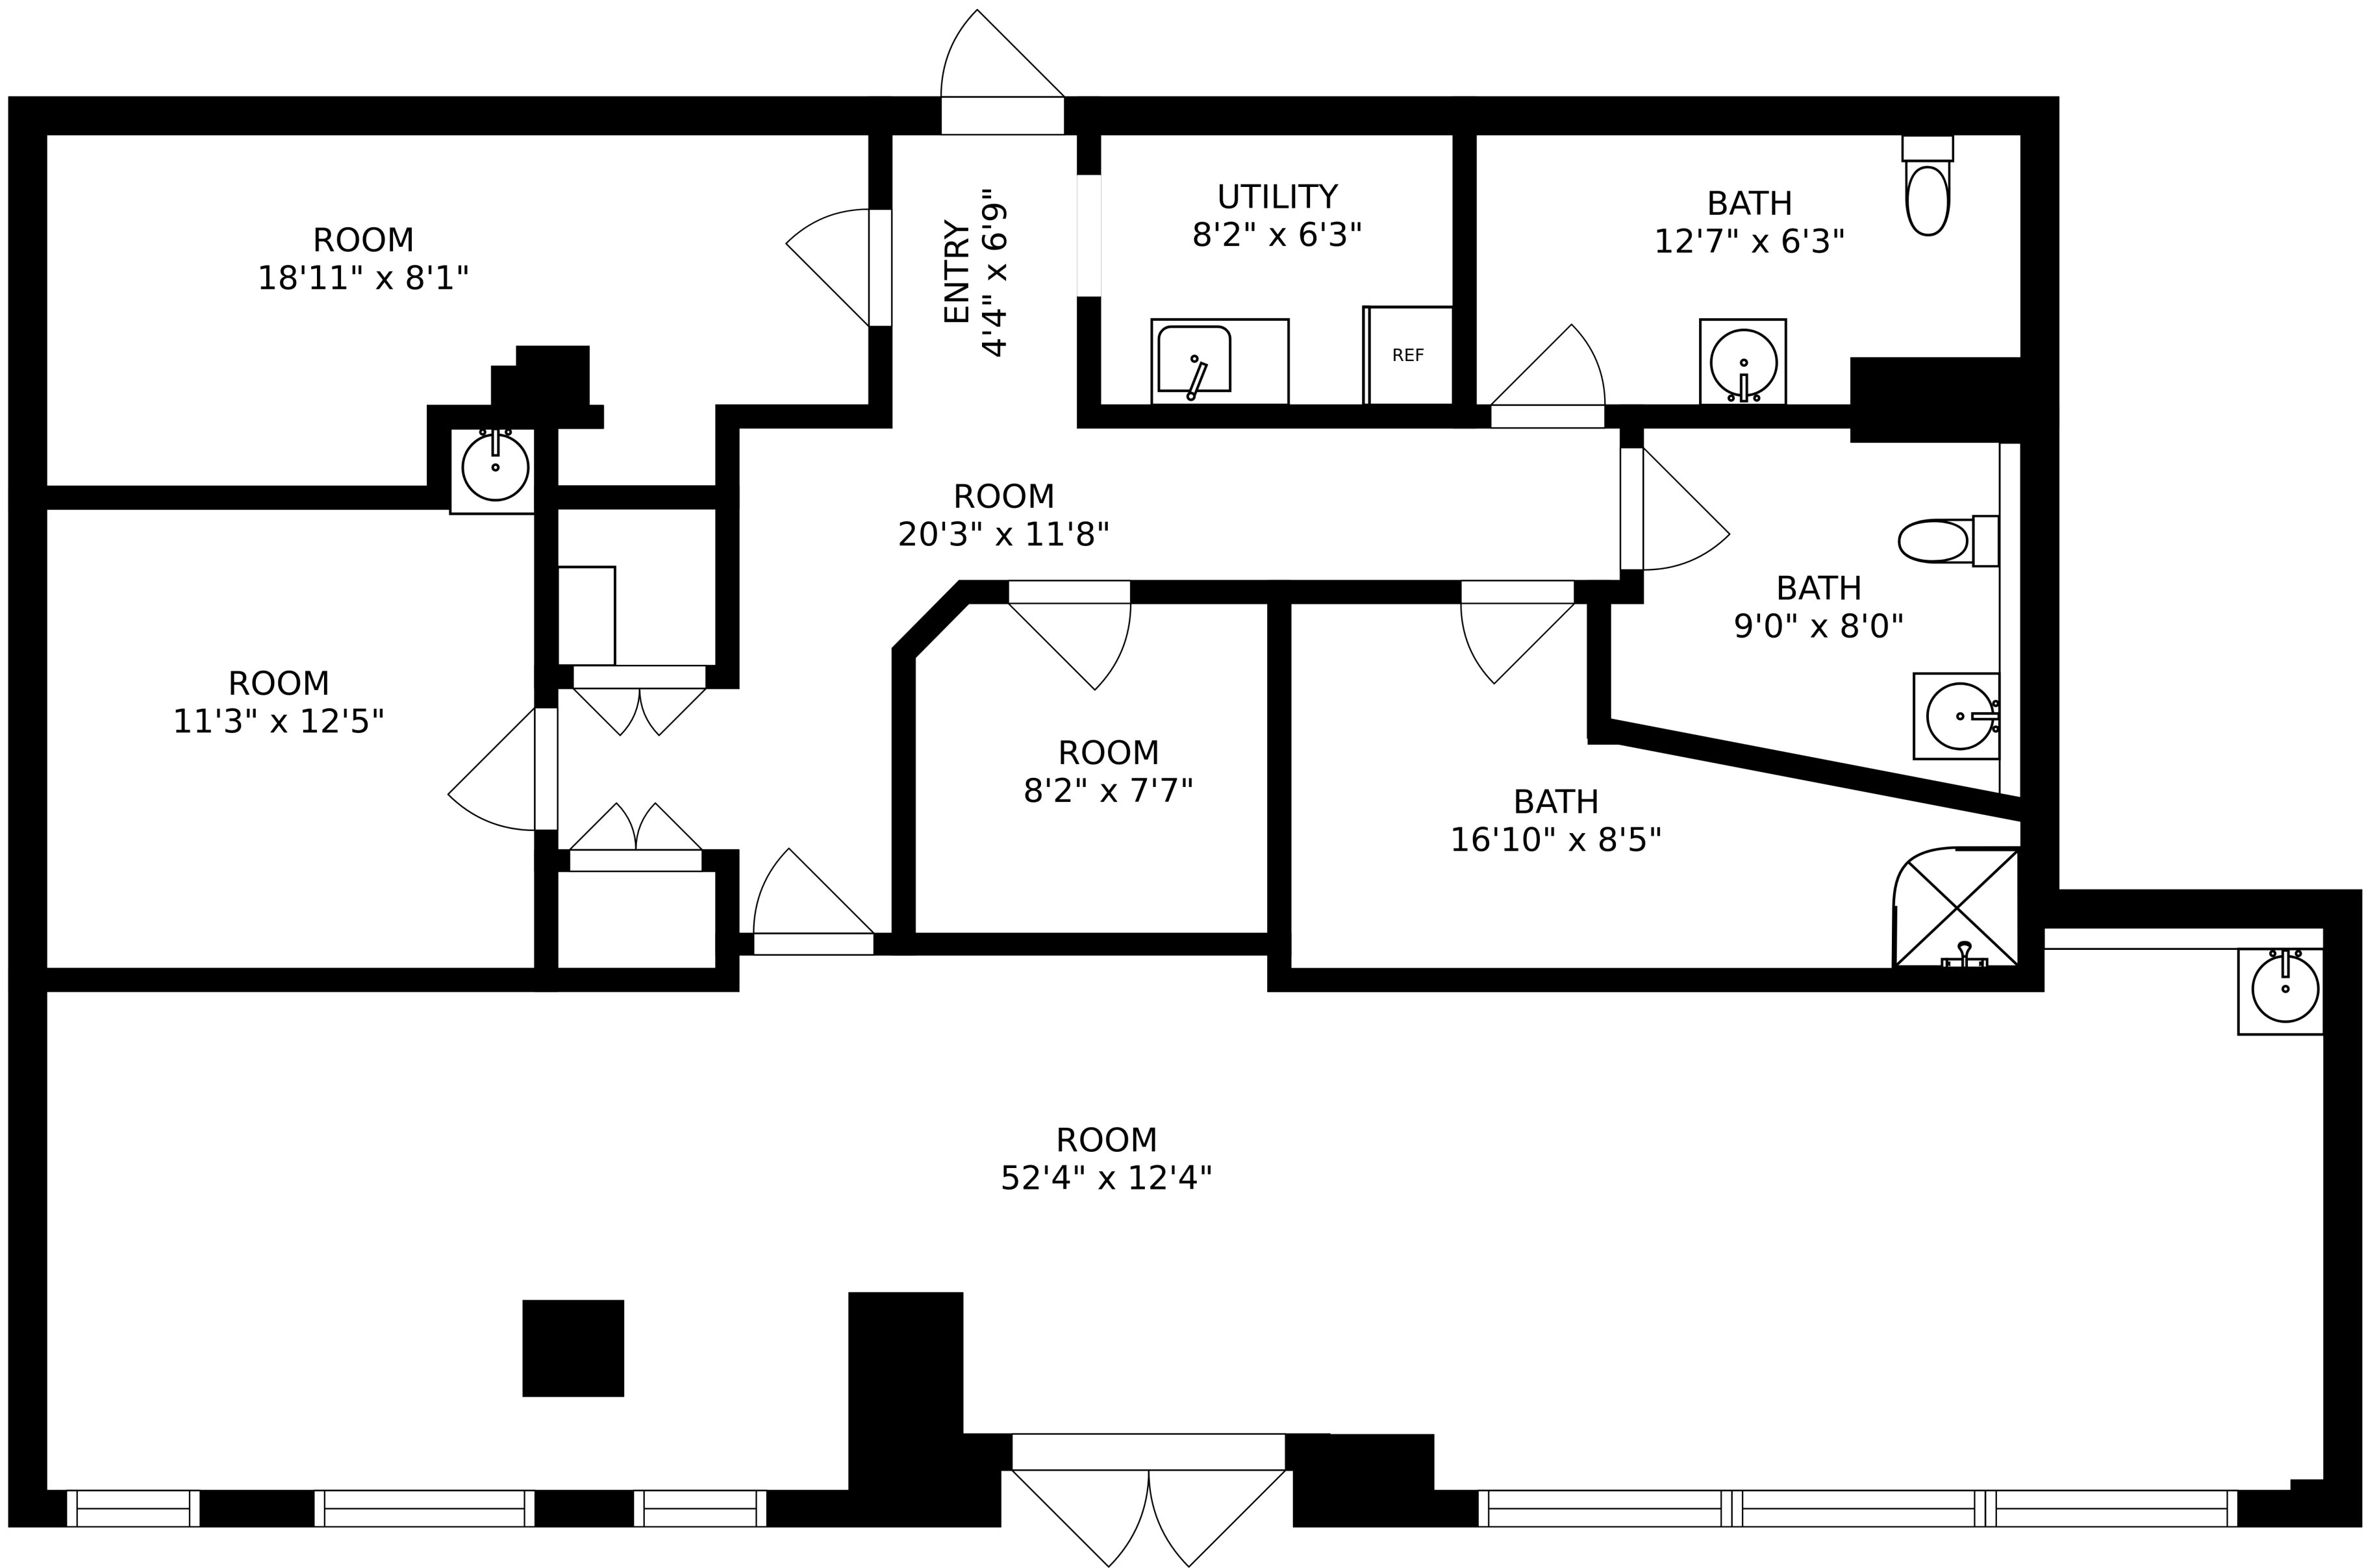 ROOM
18'11" x 8'1"
ENTRY
4'4" x 6'9"
UTILITY
8'2" x 6'3"
REF
BATH
12'7" x 6'3"
ROOM
20'3" x 11'8"
BATH
9'0" x 8'0"
ROOM
11'3" x 12'5"
ROOM
8'2" x 7'7"
BATH
16'10" x 8'5"
ROOM
52'4" x 12'4"